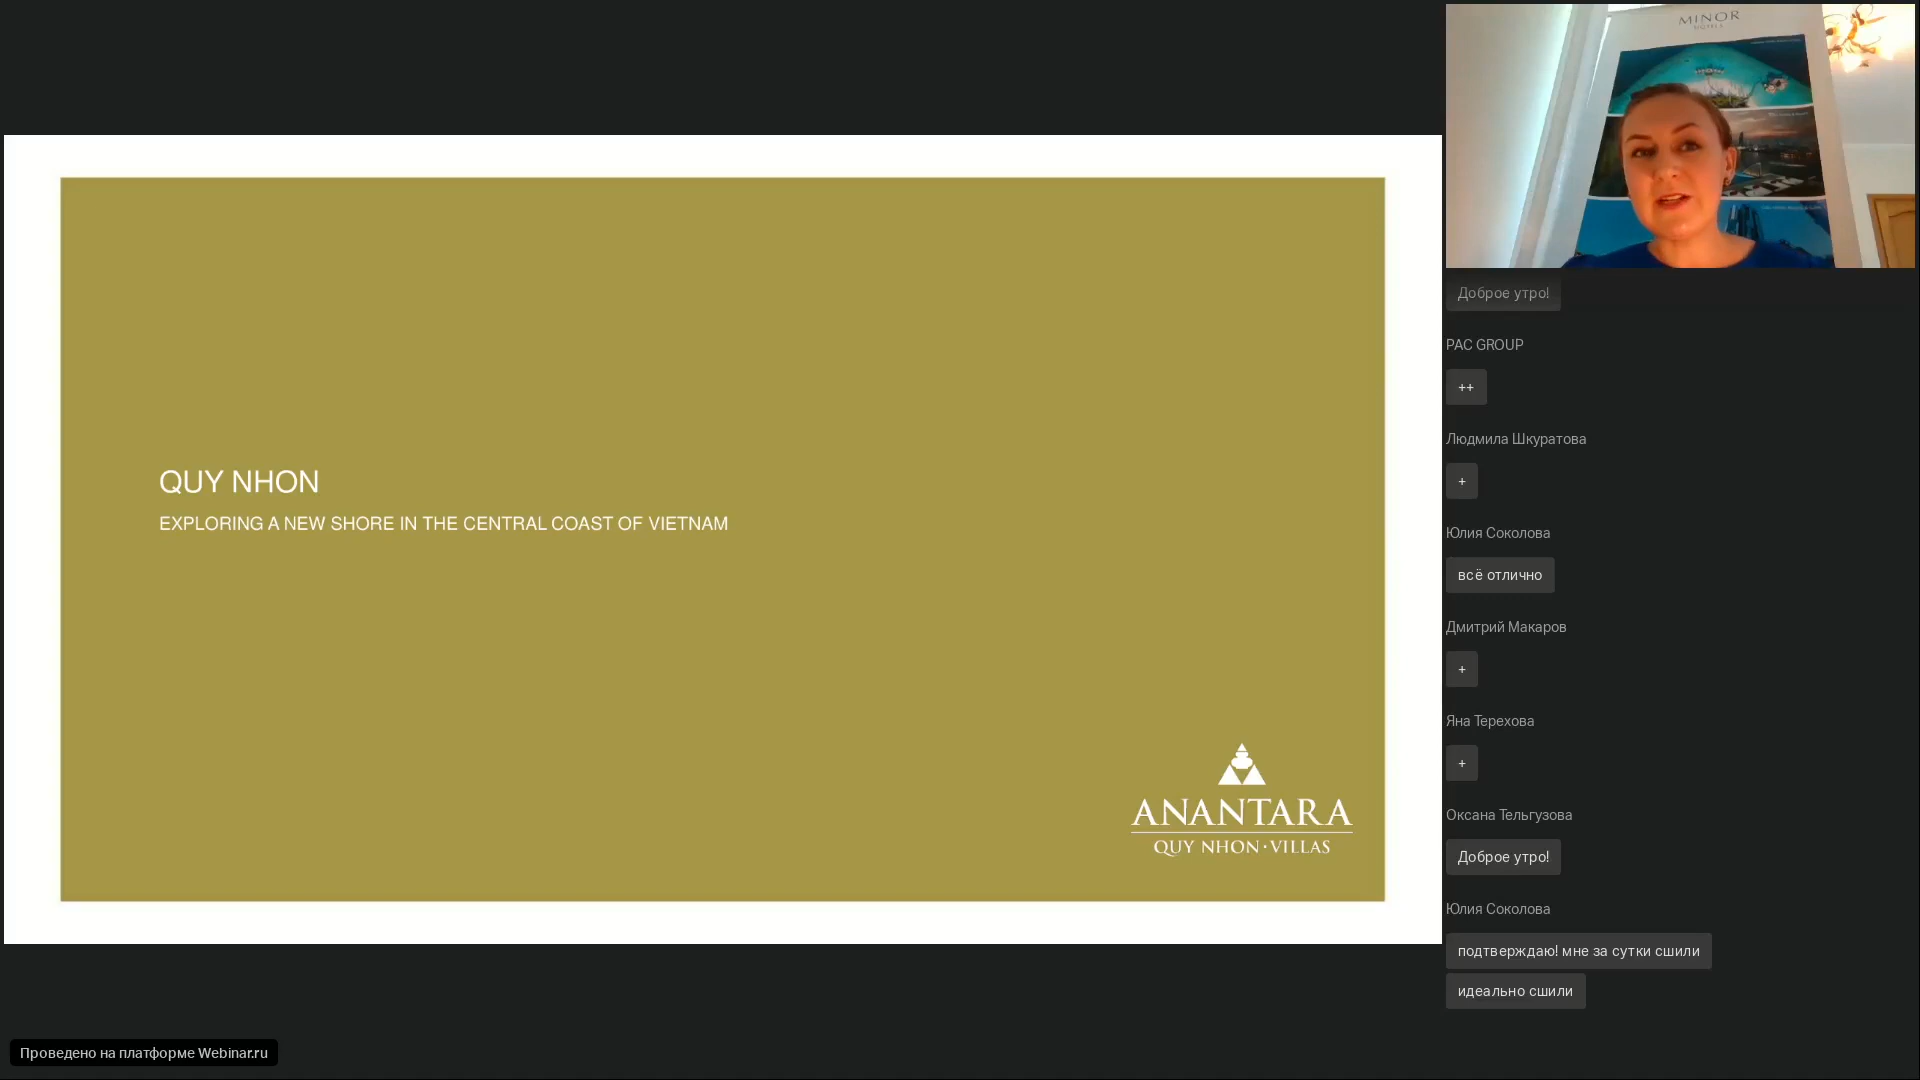 QUY NHON
EXPLORING A NEW SHORE IN THE CENTRAL COAST OF VIETNAM
ANANTARA
QUY NHON · VILLAS
MINOR
HOTELS
Доброе утро!
PAC GROUP
++
Людмила Шкуратова
+
Юлия Соколова
всё отлично
Дмитрий Макаров
+
Яна Терехова
+
Оксана Тельгузова
Доброе утро!
Юлия Соколова
подтверждаю! мне за сутки сшили
идеально сшили
Проведено на платформе Webinar.ru